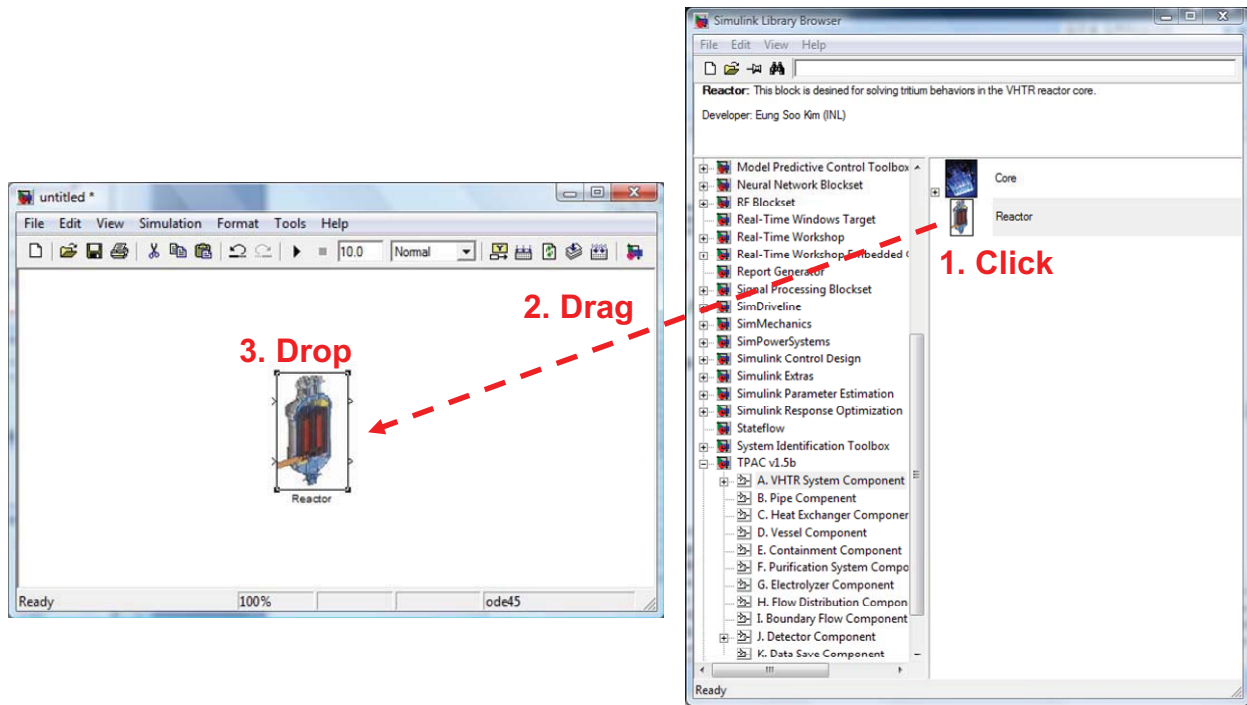 Simulink Library Browser
File Edit View Help
Reactor: This block is desined for solving tritium behaviors in the VHTR reactor core.
Developer: Eung Soo Kim (INL)
Model Predictive Control Toolbox
Neural Network Blockset
RF Blockset
Real-Time Windows Target
Real-Time Workshop
Real-Time Workshop Embedded C
Report Generator
Signal Processing Blockset
SimDriveline
SimMechanics
SimPowerSystems
Simulink Control Design
Simulink Extras
Simulink Parameter Estimation
Simulink Response Optimization
Stateflow
System Identification Toolbox
TPAC v1.5b
A. VHTR System Component
B. Pipe Compenent
C. Heat Exchanger Componer
D. Vessel Component
E. Containment Component
F. Purification System Compo
G. Electrolyzer Component
H. Flow Distribution Compon
I. Boundary Flow Component
J. Detector Component
K. Data Save Component
Core
Reactor
1. Click
Ready
untitled *
File Edit View Simulation Format Tools Help
10.0 Normal
2. Drag
3. Drop
Reactor
Ready 100% ode45